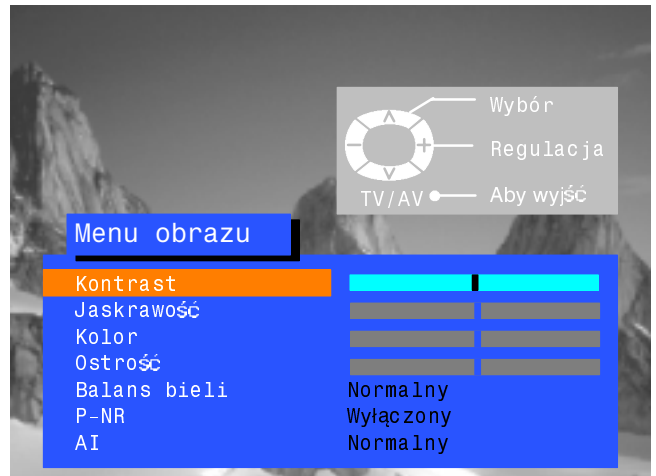 Wybór
Regulacja
TV/AV Aby wyjść
Menu obrazu
Kontrast
Jaskrawość
Kolor
Ostrość
Balans bieli Normalny
P-NR Wyłączony
AI Normalny